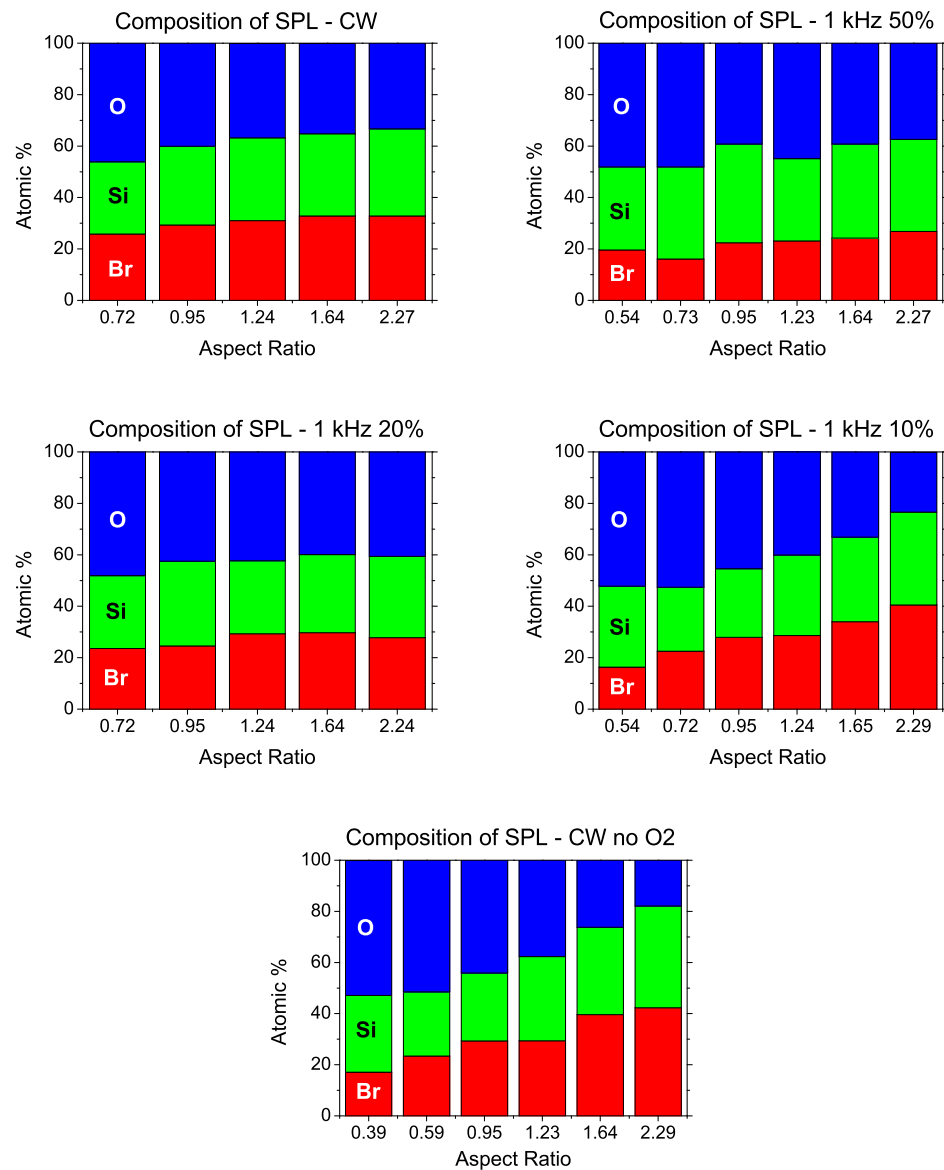 Composition of SPL - CW
100
80
60
40
20
0
Atomic %
O
Si
Br
0.72 0.95 1.24 1.64 2.27
Aspect Ratio
Composition of SPL - 1 kHz 50%
100
80
60
40
20
0
Atomic %
O
Si
Br
0.54 0.73 0.95 1.23 1.64 2.27
Aspect Ratio
Composition of SPL - 1 kHz 20%
100
80
60
40
20
0
Atomic %
O
Si
Br
0.72 0.95 1.24 1.64 2.24
Aspect Ratio
Composition of SPL - 1 kHz 10%
100
80
60
40
20
0
Atomic %
O
Si
Br
0.54 0.72 0.95 1.24 1.65 2.29
Aspect Ratio
Composition of SPL - CW no O2
100
80
60
40
20
0
Atomic %
O
Si
Br
0.39 0.59 0.95 1.23 1.64 2.29
Aspect Ratio